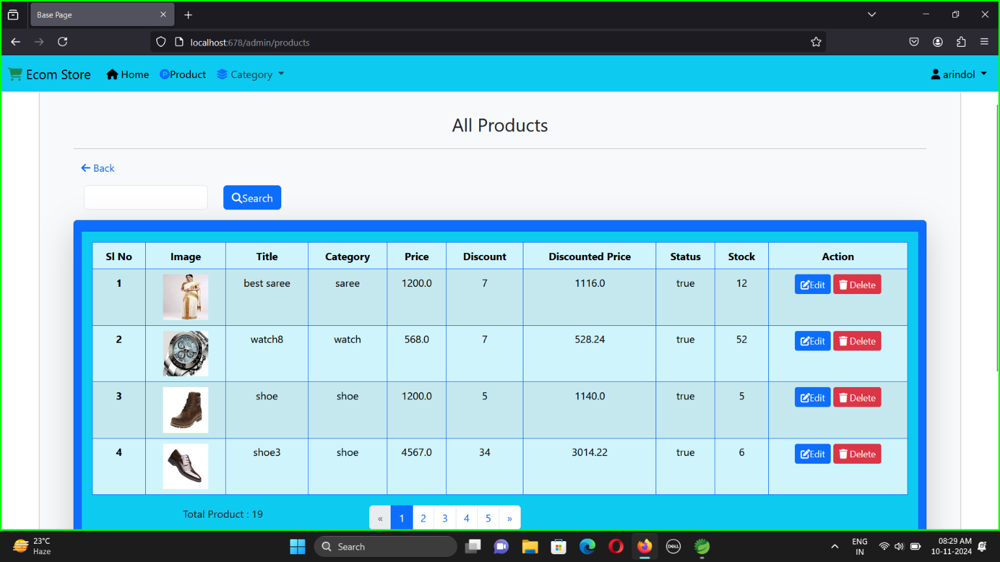 Base Page
localhost:678/admin/products
Ecom Store Home Product Category arindol
All Products
Back
Search
Sl No Image Title Category Price Discount Discounted Price Status Stock Action
1 best saree saree 1200.0 7 1116.0 true 12 Edit Delete
2 watch8 watch 568.0 7 528.24 true 52 Edit Delete
3 shoe shoe 1200.0 5 1140.0 true 5 Edit Delete
4 shoe3 shoe 4567.0 34 3014.22 true 6 Edit Delete
Total Product : 19 « 1 2 3 4 5 »
23°C
Haze
Search
DELL
ENG
IN
08:29 AM
10-11-2024